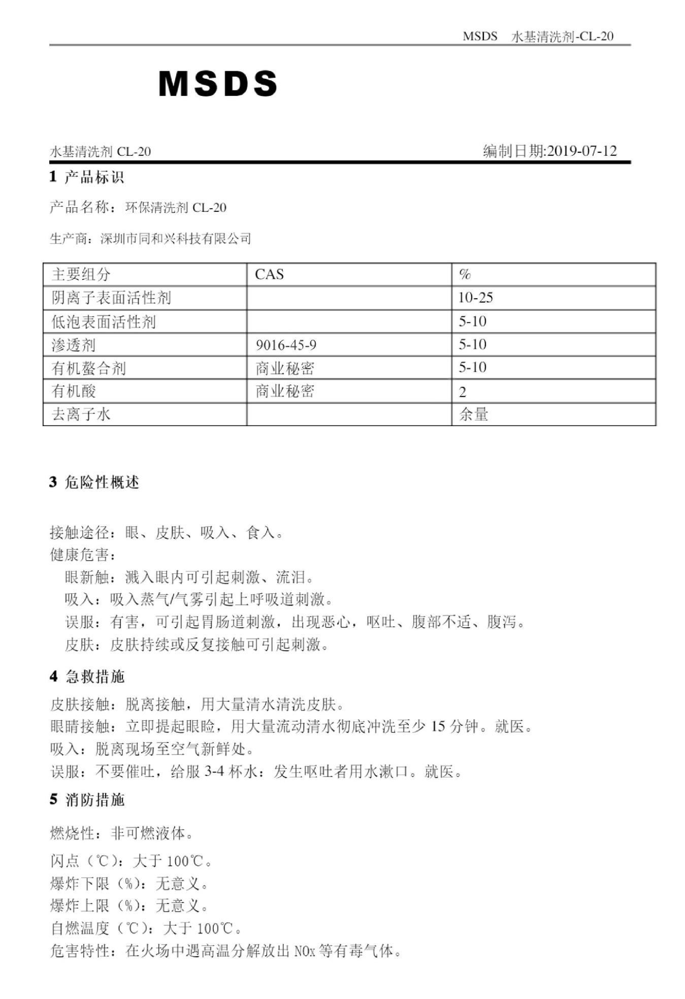 MSDS 水基清洗剂-CL-20
MSDS
水基清洗剂 CL-20 编制日期:2019-07-12
1 产品标识
产品名称：环保清洗剂 CL-20
生产商：深圳市同和兴科技有限公司
主要组分 CAS %
阴离子表面活性剂 10-25
低泡表面活性剂 5-10
渗透剂 9016-45-9 5-10
有机螯合剂 商业秘密 5-10
有机酸 商业秘密 2
去离子水 余量
3 危险性概述
接触途径：眼、皮肤、吸入、食入。
健康危害：
眼新触：溅入眼内可引起刺激、流泪。
吸入：吸入蒸气/气雾引起上呼吸道刺激。
误服：有害，可引起胃肠道刺激，出现恶心，呕吐、腹部不适、腹泻。
皮肤：皮肤持续或反复接触可引起刺激。
4 急救措施
皮肤接触：脱离接触，用大量清水清洗皮肤。
眼睛接触：立即提起眼睑，用大量流动清水彻底冲洗至少 15 分钟。就医。
吸入：脱离现场至空气新鲜处。
误服：不要催吐，给服 3-4 杯水：发生呕吐者用水漱口。就医。
5 消防措施
燃烧性：非可燃液体。
闪点（℃）：大于 100℃。
爆炸下限（%）：无意义。
爆炸上限（%）：无意义。
自燃温度（℃）：大于 100℃。
危害特性：在火场中遇高温分解放出 NOx 等有毒气体。